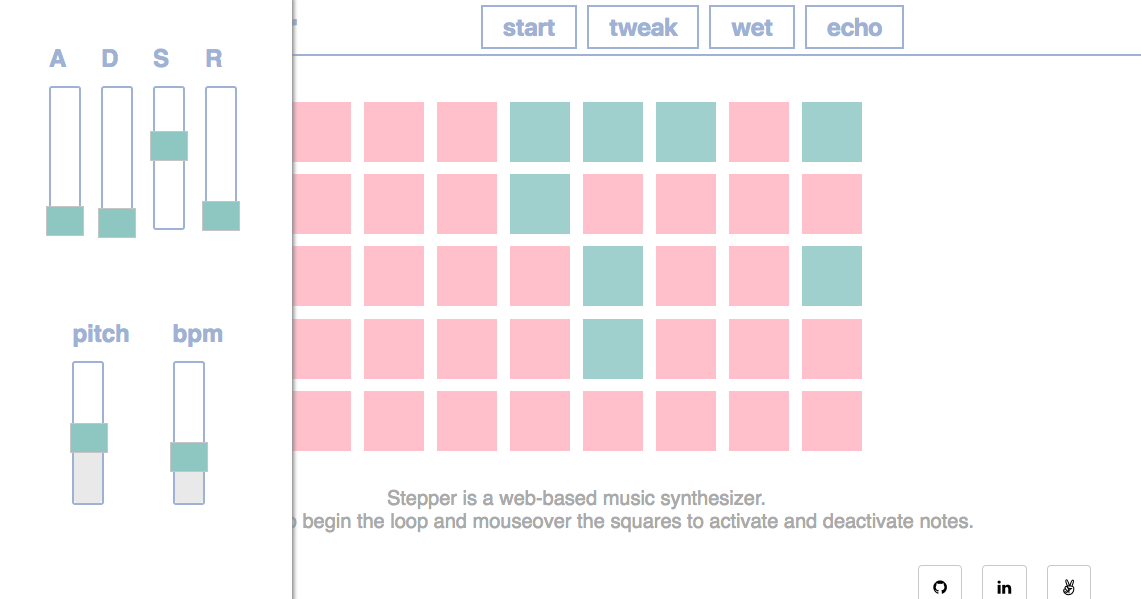 start tweak wet echo
A D S R
pitch bpm
Stepper is a web-based music synthesizer.
begin the loop and mouseover the squares to activate and deactivate notes.
in